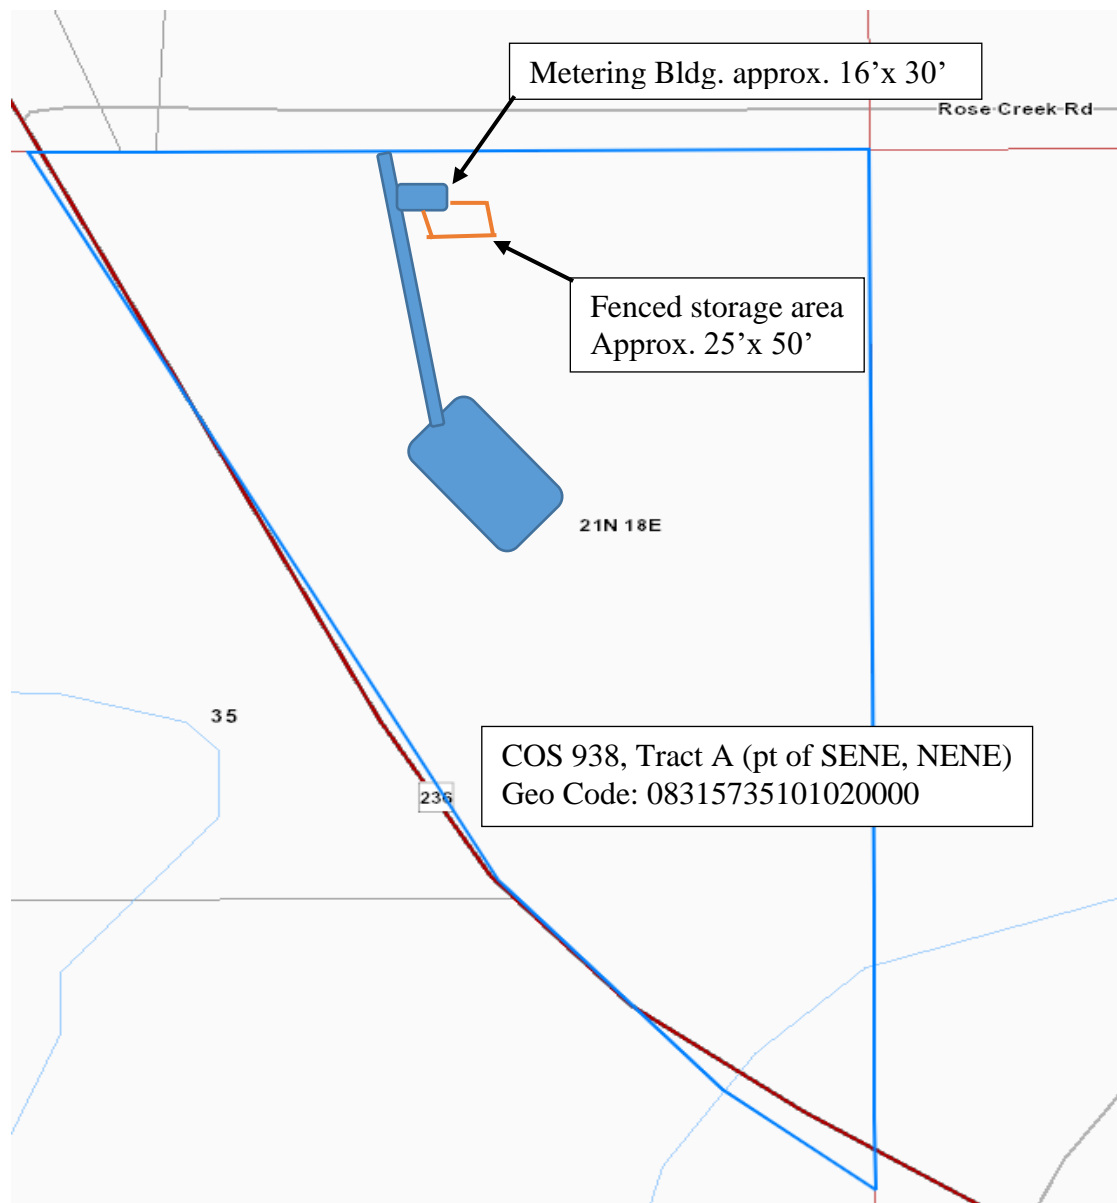 Metering Bldg. approx. 16’x 30’
Rose Creek Rd
Fenced storage area
Approx. 25’x 50’
21N 18E
35
COS 938, Tract A (pt of SENE, NENE)
Geo Code: 08315735101020000
236